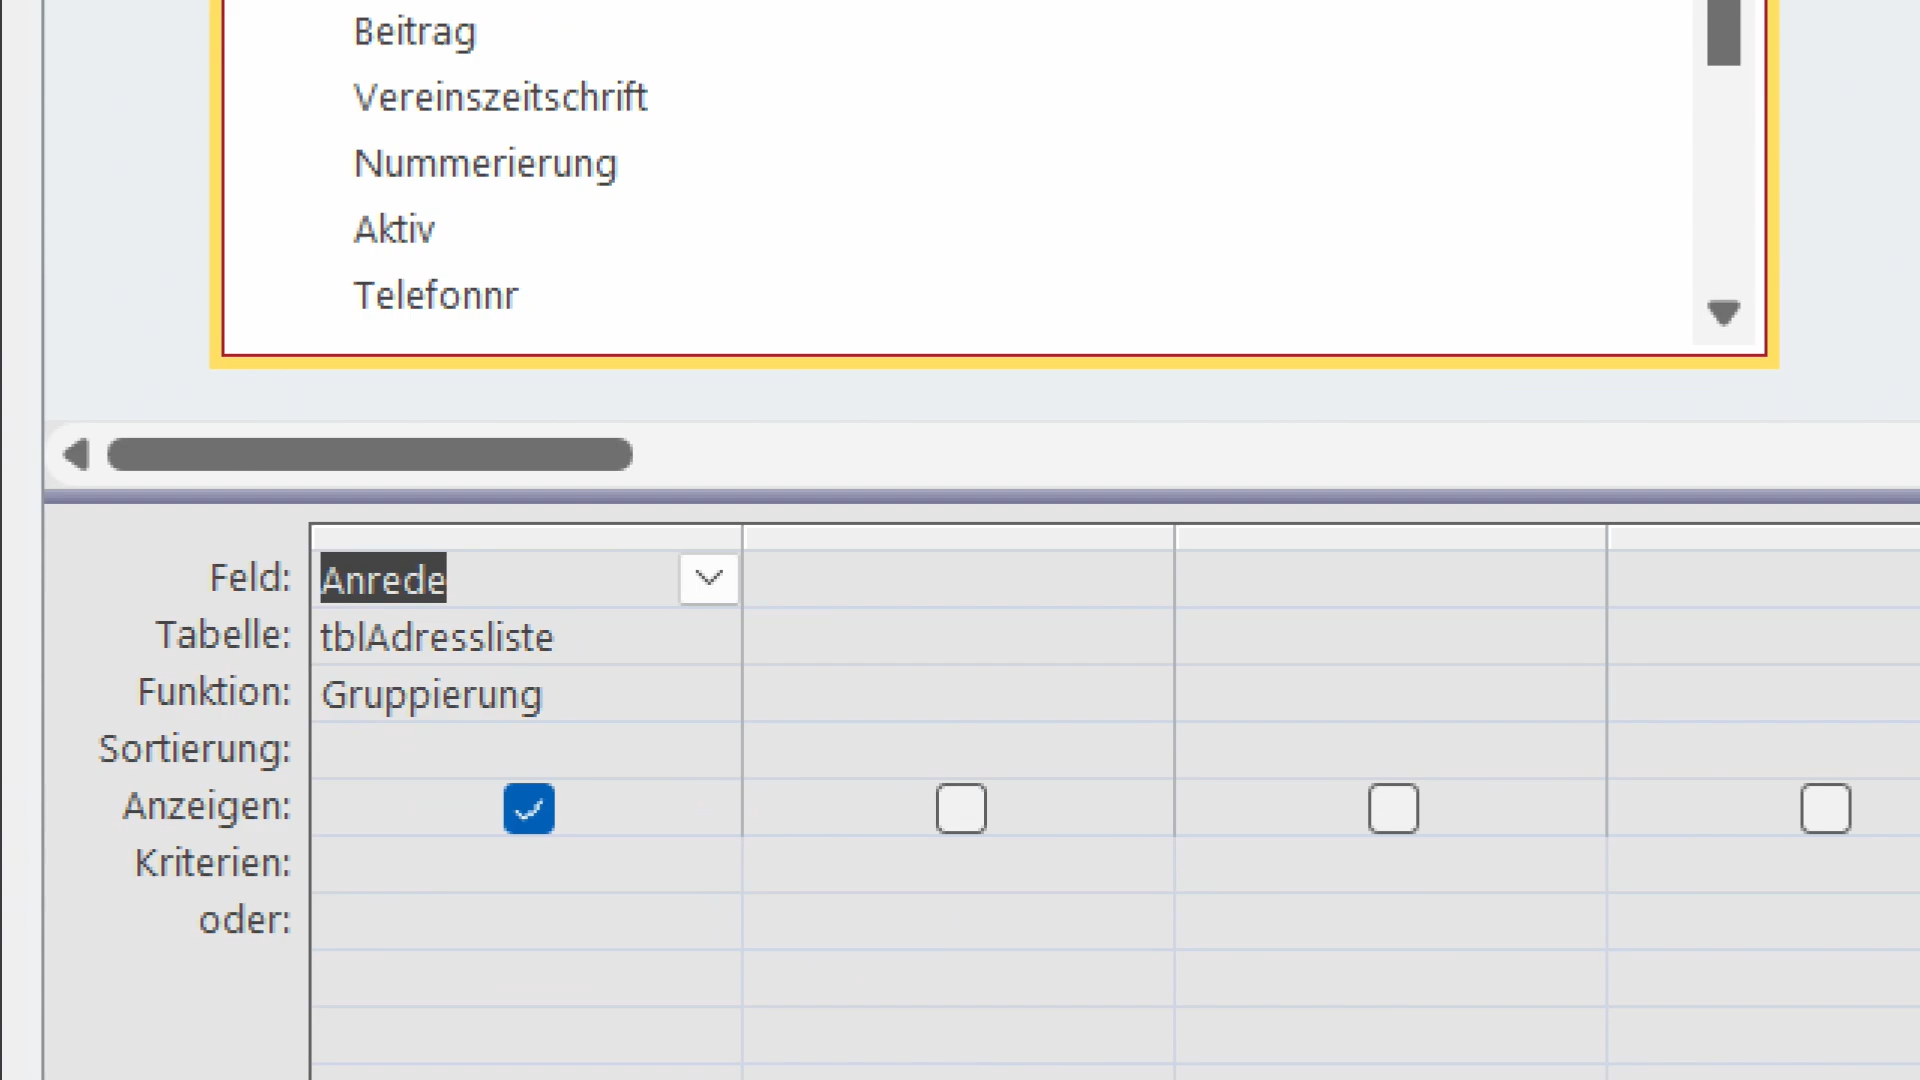 Beitrag
Vereinszeitschrift
Nummerierung
Aktiv
Telefonnr
Feld: Anrede
Tabelle: tblAdressliste
Funktion: Gruppierung
Sortierung:
Anzeigen:
Kriterien:
oder: